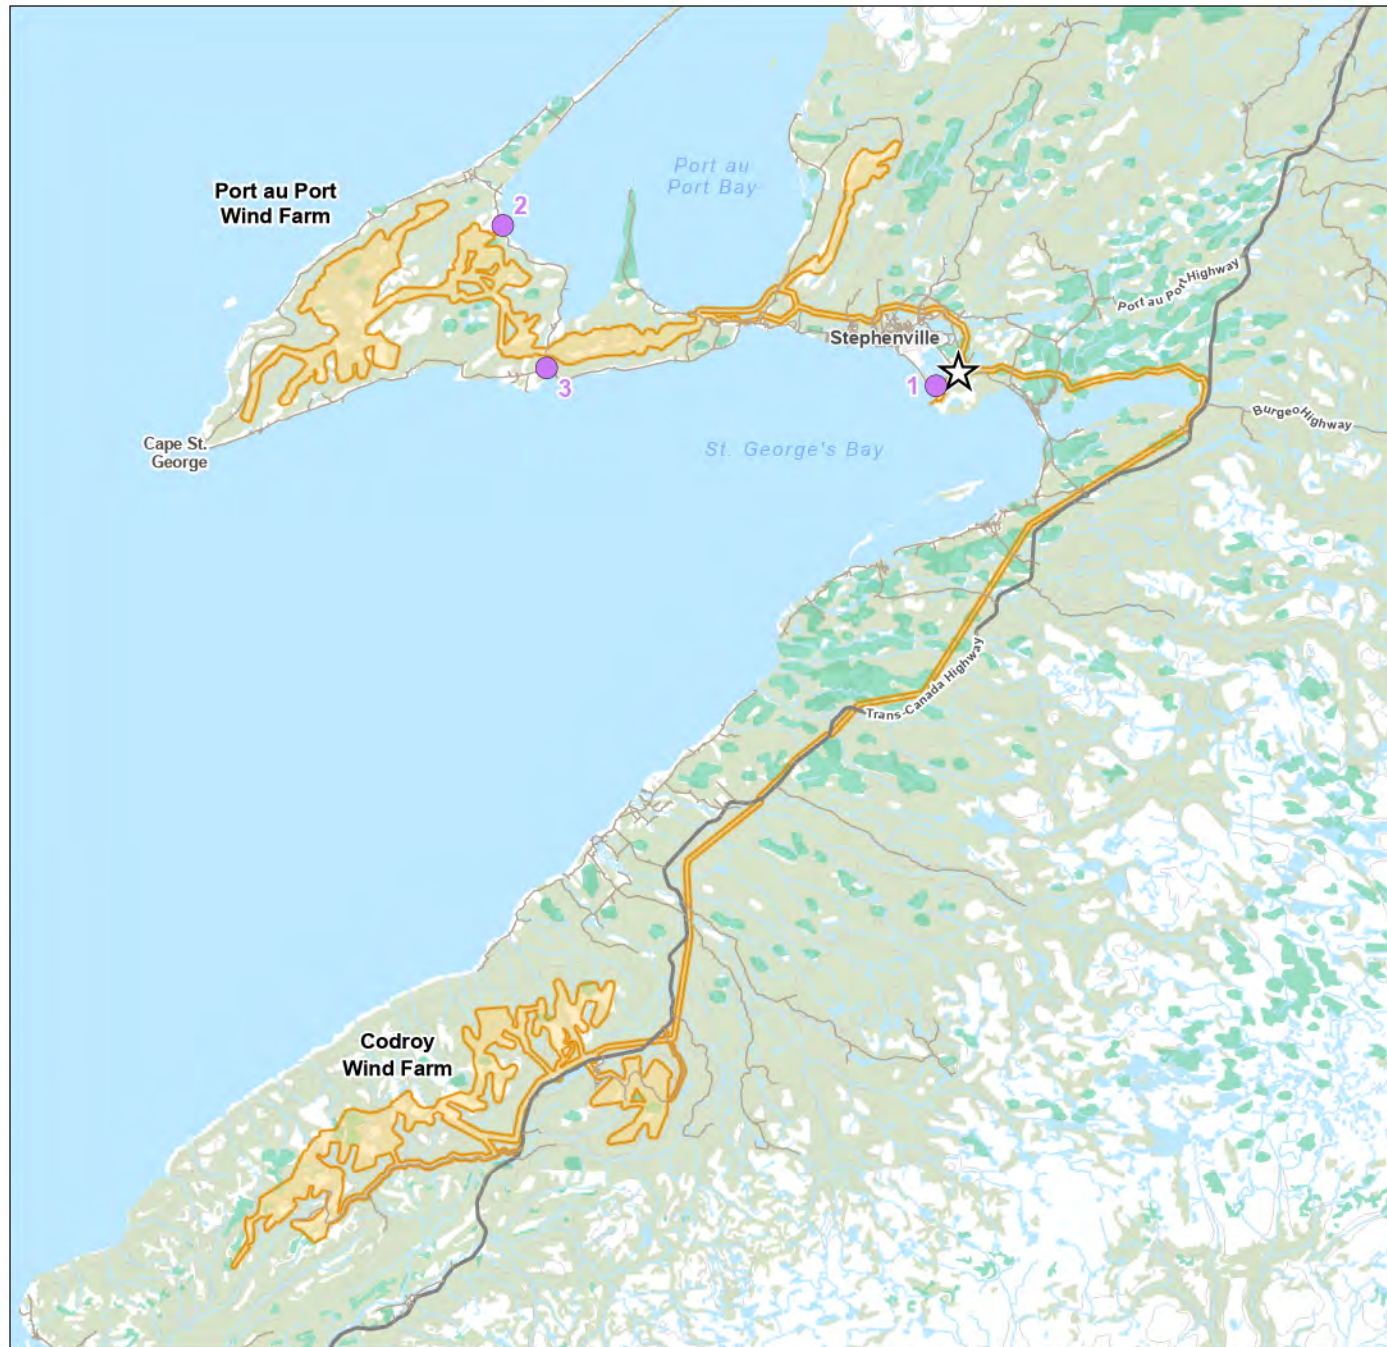 Port au
Port Bay
Port au Port
Wind Farm
2
Port au Port Highway
Stephenville
1
3
Burgeo Highway
Cape St.
George
St. George's Bay
Trans-Canada Highway
Codroy
Wind Farm